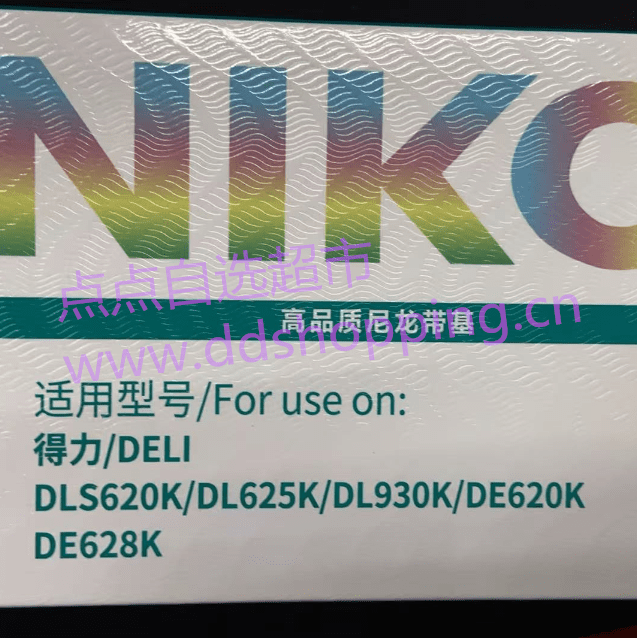 NIKO
点点自选超市
高品质尼龙带基
www.ddshopping.cn
适用型号/For use on:
得力/DELI
DLS620K/DL625K/DL930K/DE620K
DE628K